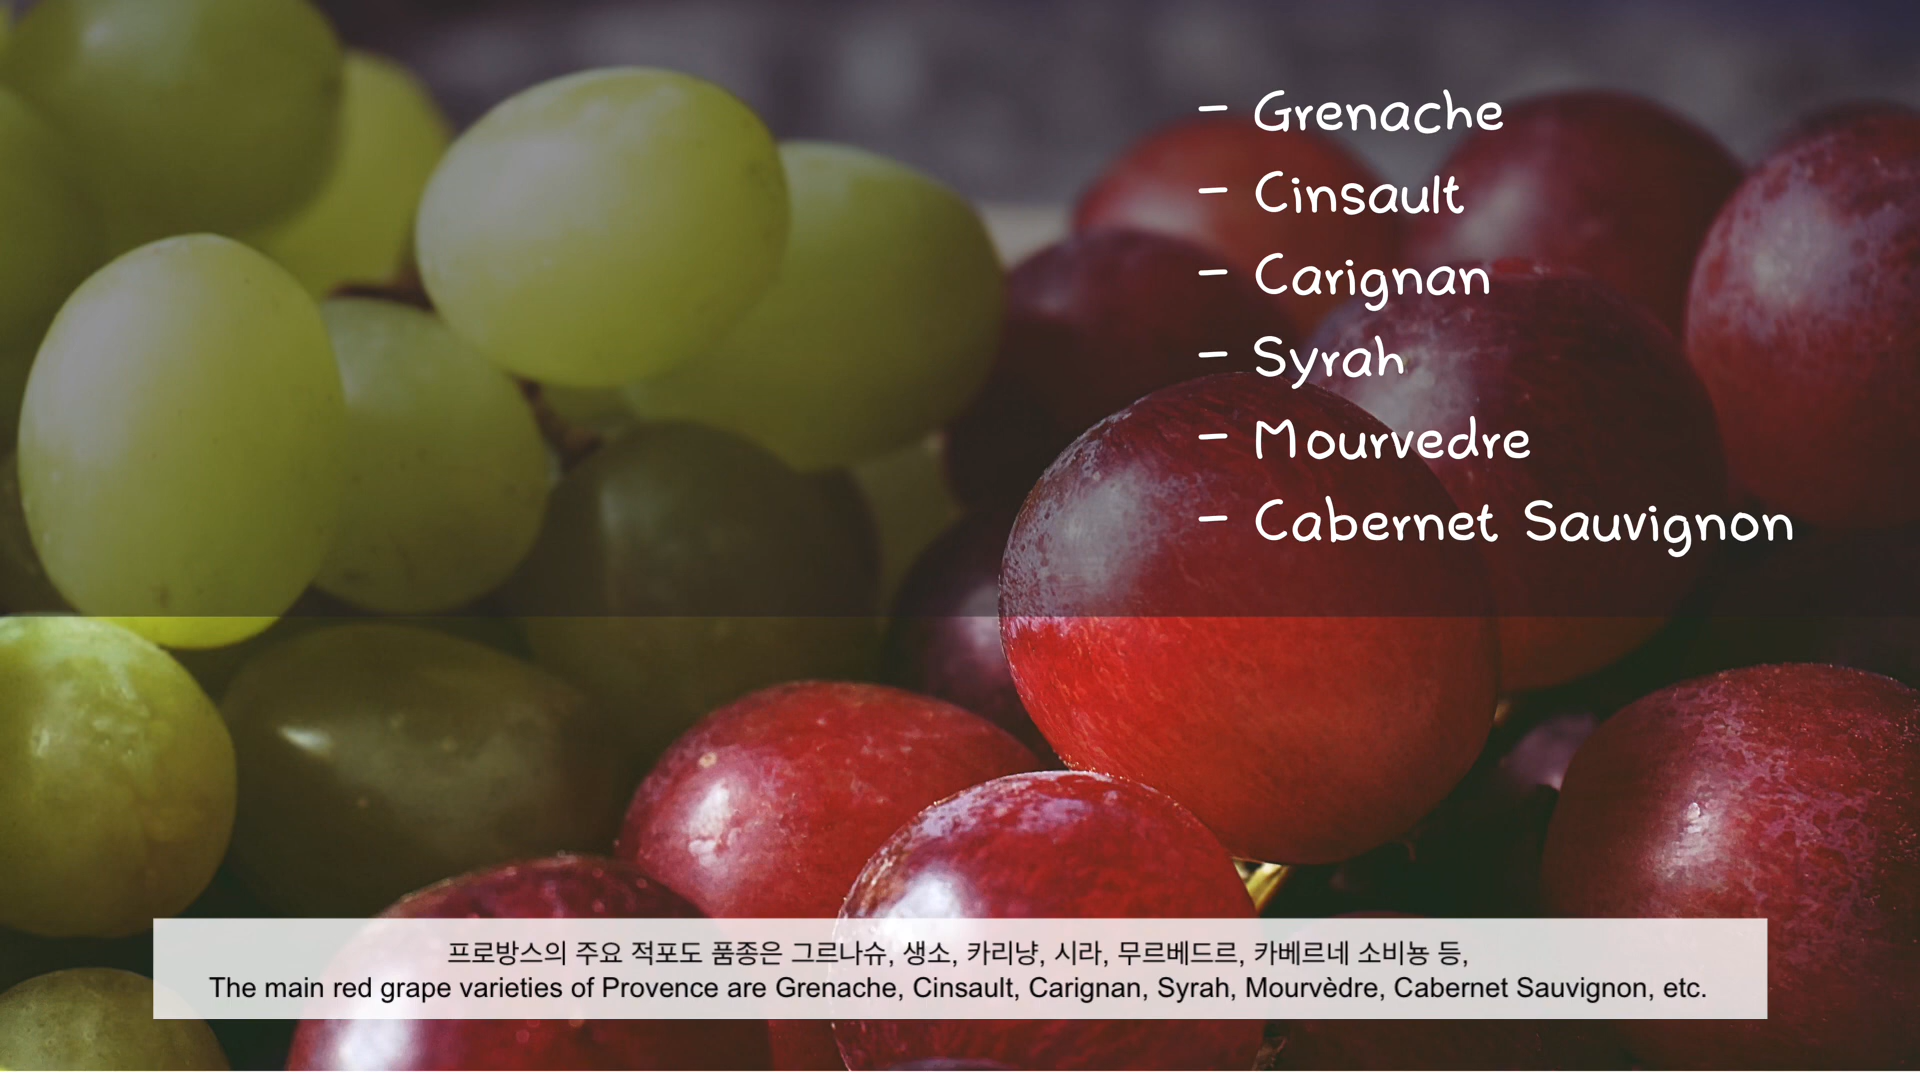 - Grenache
- Cinsault
- Carignan
- Syrah
- Mourvedre
- Cabernet Sauvignon
프로방스의 주요 적포도 품종은 그르나슈, 생소, 카리냥, 시라, 무르베드르, 카베르네 소비뇽 등,
The main red grape varieties of Provence are Grenache, Cinsault, Carignan, Syrah, Mourvèdre, Cabernet Sauvignon, etc.